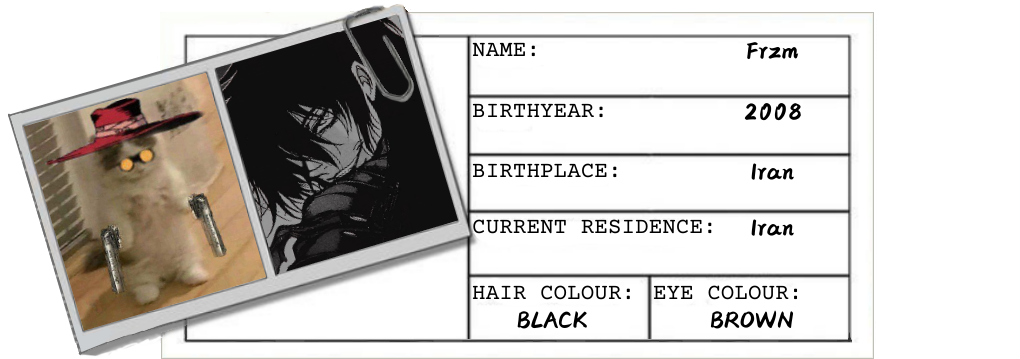 NAME: Frzm
BIRTHYEAR: 2008
BIRTHPLACE: Iran
CURRENT RESIDENCE: Iran
HAIR COLOUR: EYE COLOUR:
BLACK BROWN